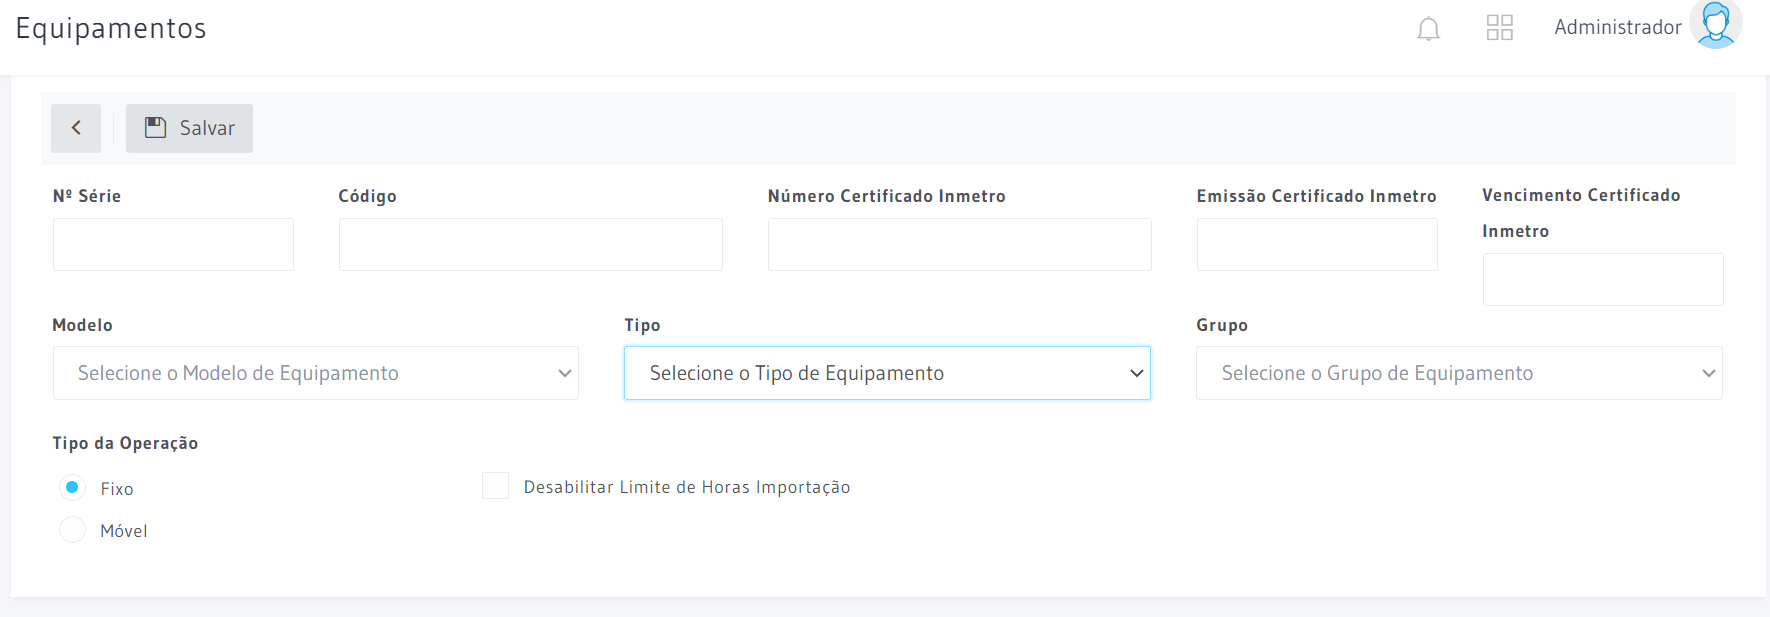 Equipamentos
Administrador
Salvar
Nº Série
Código
Número Certificado Inmetro
Emissão Certificado Inmetro
Vencimento Certificado
Inmetro
Modelo
Tipo
Grupo
Selecione o Modelo de Equipamento
Selecione o Tipo de Equipamento
Selecione o Grupo de Equipamento
Tipo da Operação
Fixo
Desabilitar Limite de Horas Importação
Móvel